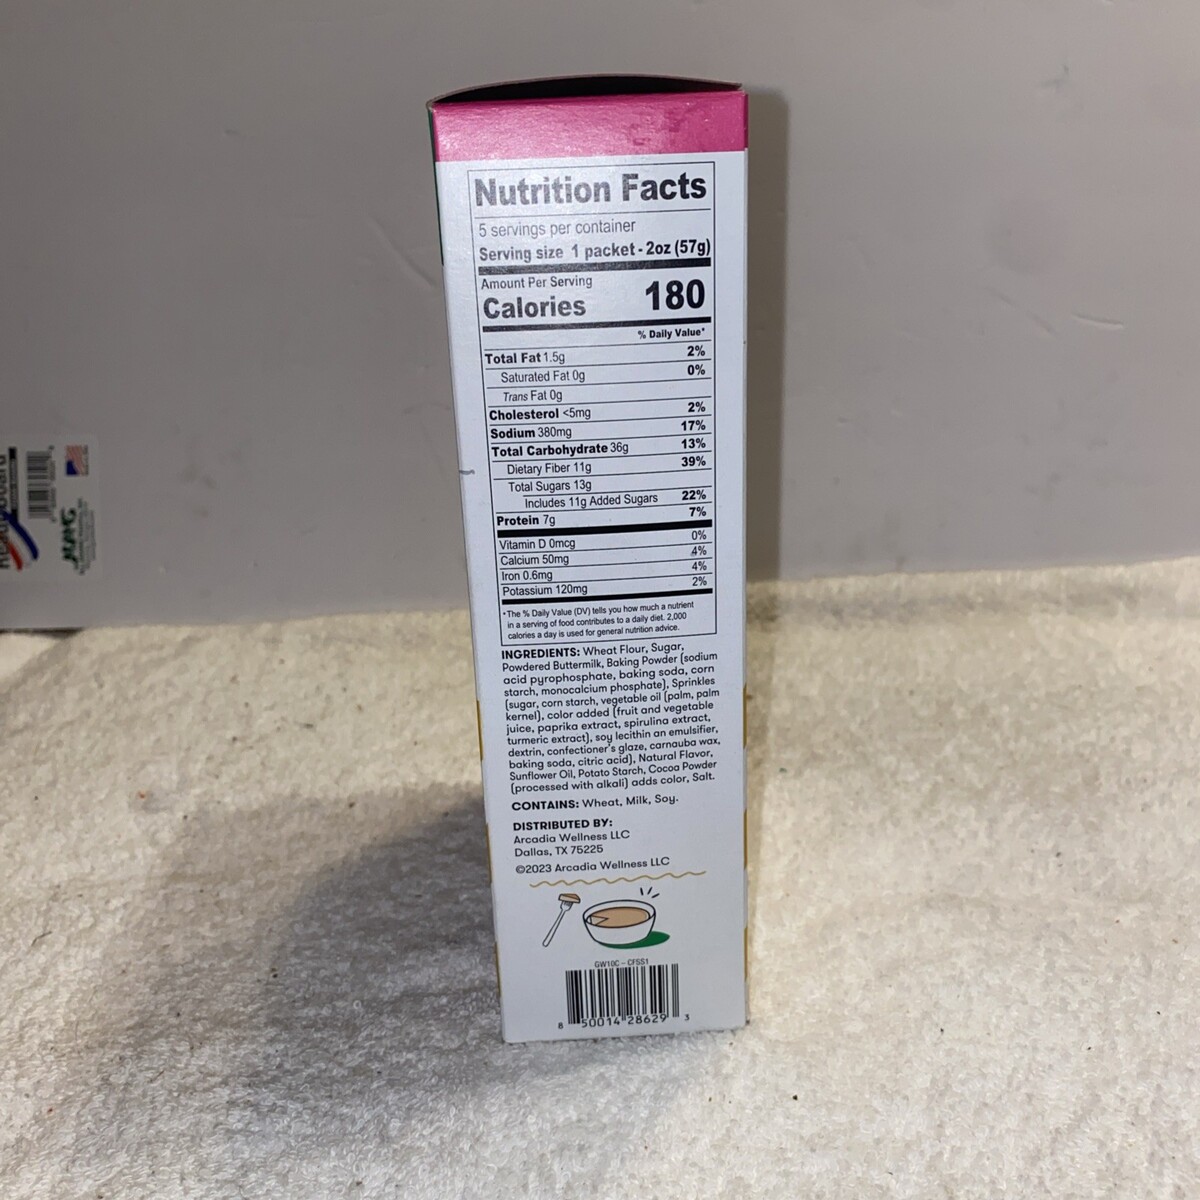 Nutrition Facts
5 servings per container
Serving size 1 packet - 2oz (57g)
Amount Per Serving
Calories 180
% Daily Value*
Total Fat 1.5g 2%
Saturated Fat 0g 0%
Trans Fat 0g
Cholesterol <5mg 2%
Sodium 380mg 17%
Total Carbohydrate 36g 13%
Dietary Fiber 11g 39%
Total Sugars 13g
Includes 11g Added Sugars 22%
Protein 7g 7%
Vitamin D 0mcg 0%
Calcium 50mg 4%
Iron 0.6mg 4%
Potassium 120mg 2%
*The % Daily Value (DV) tells you how much a nutrient
in a serving of food contributes to a daily diet. 2,000
calories a day is used for general nutrition advice.
INGREDIENTS: Wheat Flour, Sugar,
Powdered Buttermilk, Baking Powder (sodium
acid pyrophosphate, baking soda, corn
starch, monocalcium phosphate), Sprinkles
(sugar, corn starch, vegetable oil (palm, palm
kernel), color added (fruit and vegetable
juice, paprika extract, spirulina extract,
turmeric extract), soy lecithin an emulsifier,
dextrin, confectioner's glaze, carnauba wax,
baking soda, citric acid), Natural Flavor,
Sunflower Oil, Potato Starch, Cocoa Powder
(processed with alkali) adds color, Salt.
CONTAINS: Wheat, Milk, Soy.
DISTRIBUTED BY:
Arcadia Wellness LLC
Dallas, TX 75225
©2023 Arcadia Wellness LLC
GW10C - CFSS1
8 50014 28629 3